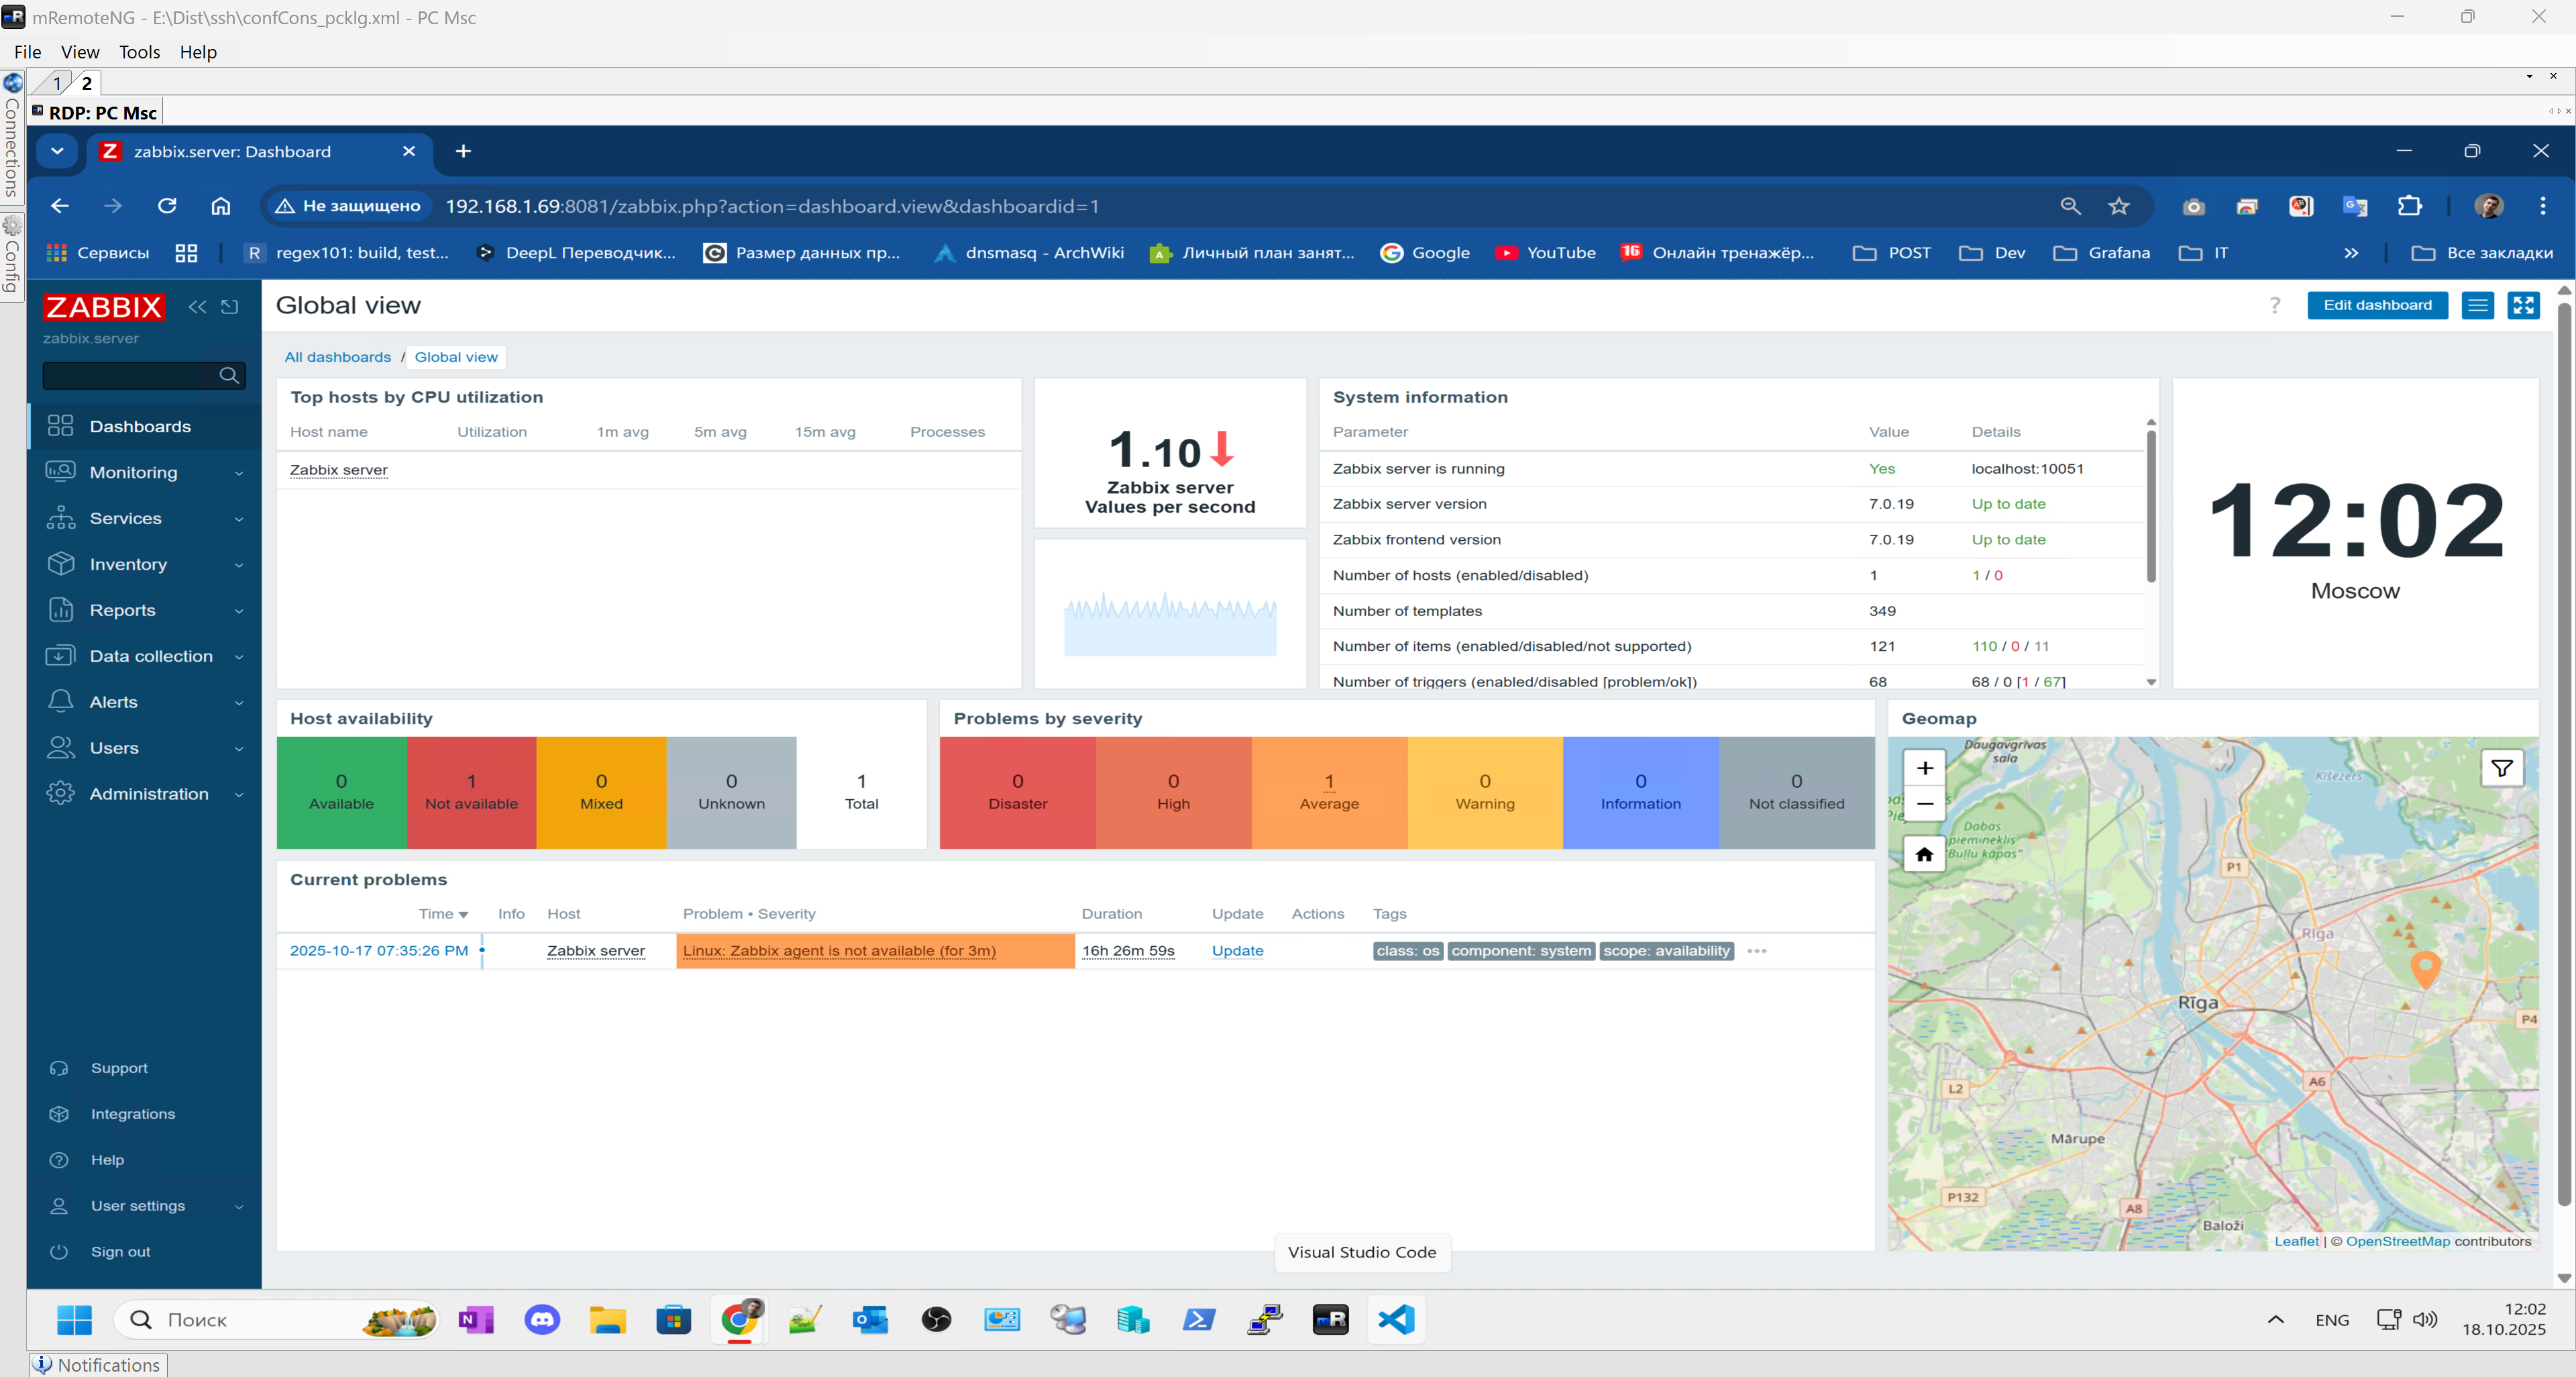 mRemoteNG - E:\Dist\ssh\confCons_pcklg.xml - PC Msc
File View Tools Help
1 2
Connections
Config
RDP: PC Msc
zabbix.server: Dashboard
Не защищено 192.168.1.69:8081/zabbix.php?action=dashboard.view&dashboardid=1
Сервисы R regex101: build, test... DeepL Переводчик... Размер данных пр... dnsmasq - ArchWiki Личный план занят... Google YouTube 16 Онлайн тренажёр... POST Dev Grafana IT » Все закладки
ZABBIX
zabbix.server
Dashboards
Monitoring
Services
Inventory
Reports
Data collection
Alerts
Users
Administration
Support
Integrations
Help
User settings
Sign out
Global view
? Edit dashboard
All dashboards / Global view
Top hosts by CPU utilization
Host name Utilization 1m avg 5m avg 15m avg Processes
Zabbix server
1.10
Zabbix server
Values per second
System information
Parameter Value Details
Zabbix server is running Yes localhost:10051
Zabbix server version 7.0.19 Up to date
Zabbix frontend version 7.0.19 Up to date
Number of hosts (enabled/disabled) 1 1 / 0
Number of templates 349
Number of items (enabled/disabled/not supported) 121 110 / 0 / 11
Number of triggers (enabled/disabled [problem/ok]) 68 68 / 0 [1 / 67]
12:02
Moscow
Host availability
0 Available
1 Not available
0 Mixed
0 Unknown
1 Total
Problems by severity
0 Disaster
0 High
1 Average
0 Warning
0 Information
0 Not classified
Geomap
+
−
Daugavgrīvas
sala
Ķīšezers
Dabas
piemineklis
"Buļļu kāpas"
P1
Rīga
Rīga
P4
L2
A6
Mārupe
P132
A8
Baloži
Leaflet | © OpenStreetMap contributors
Current problems
Time Info Host Problem • Severity Duration Update Actions Tags
2025-10-17 07:35:26 PM Zabbix server Linux: Zabbix agent is not available (for 3m) 16h 26m 59s Update class: os component: system scope: availability •••
Visual Studio Code
Поиск
ENG
12:02
18.10.2025
Notifications